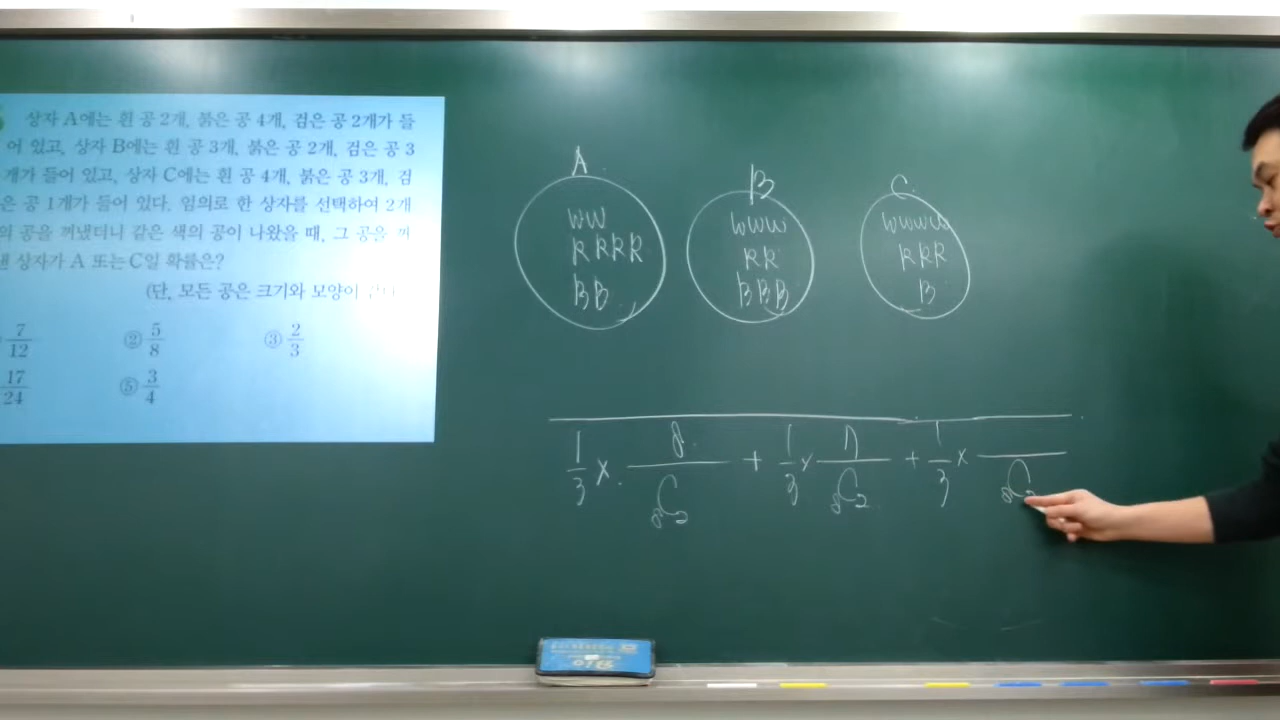 상자 A에는 흰 공 2개, 붉은 공 4개, 검은 공 2개가 들
어 있고, 상자 B에는 흰 공 3개, 붉은 공 2개, 검은 공 3
개가 들어 있고, 상자 C에는 흰 공 4개, 붉은 공 3개, 검
은 공 1개가 들어 있다. 임의로 한 상자를 선택하여 2개
의 공을 꺼냈더니 같은 색의 공이 나왔을 때, 그 공을
상자가 A 또는 C일 확률은?
(단, 모든 공은 크기와 모양이
7/12 ② 5/8 ③ 2/3
17/24 ⑤ 3/4
A B C
WW WWW WWWW
RRRR RR RRR
BB BBB B
1/3 × 8/₈C₂ + 1/3 × /₈C₂ + 1/3 × /₈C₂